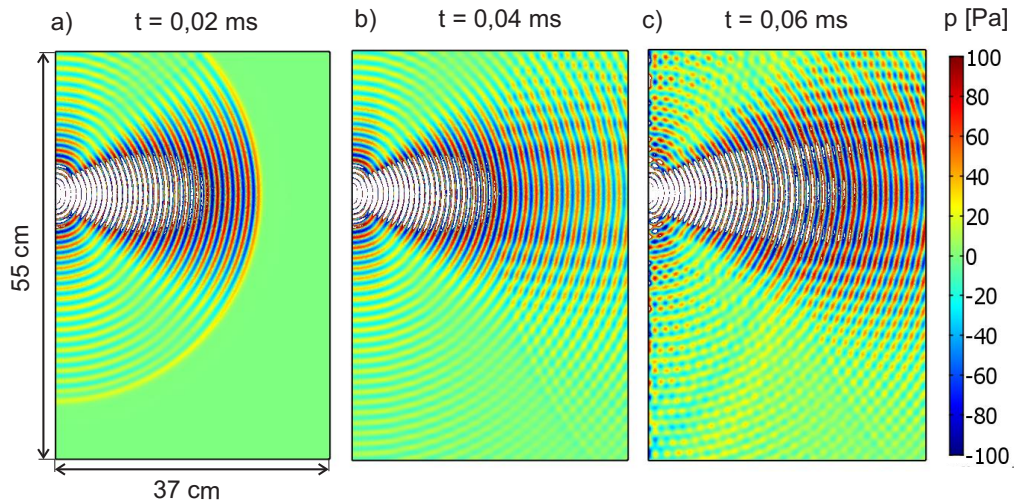 a) t = 0,02 ms
b) t = 0,04 ms
c) t = 0,06 ms
p [Pa]
100
80
60
40
20
0
-20
-40
-60
-80
-100
55 cm
37 cm